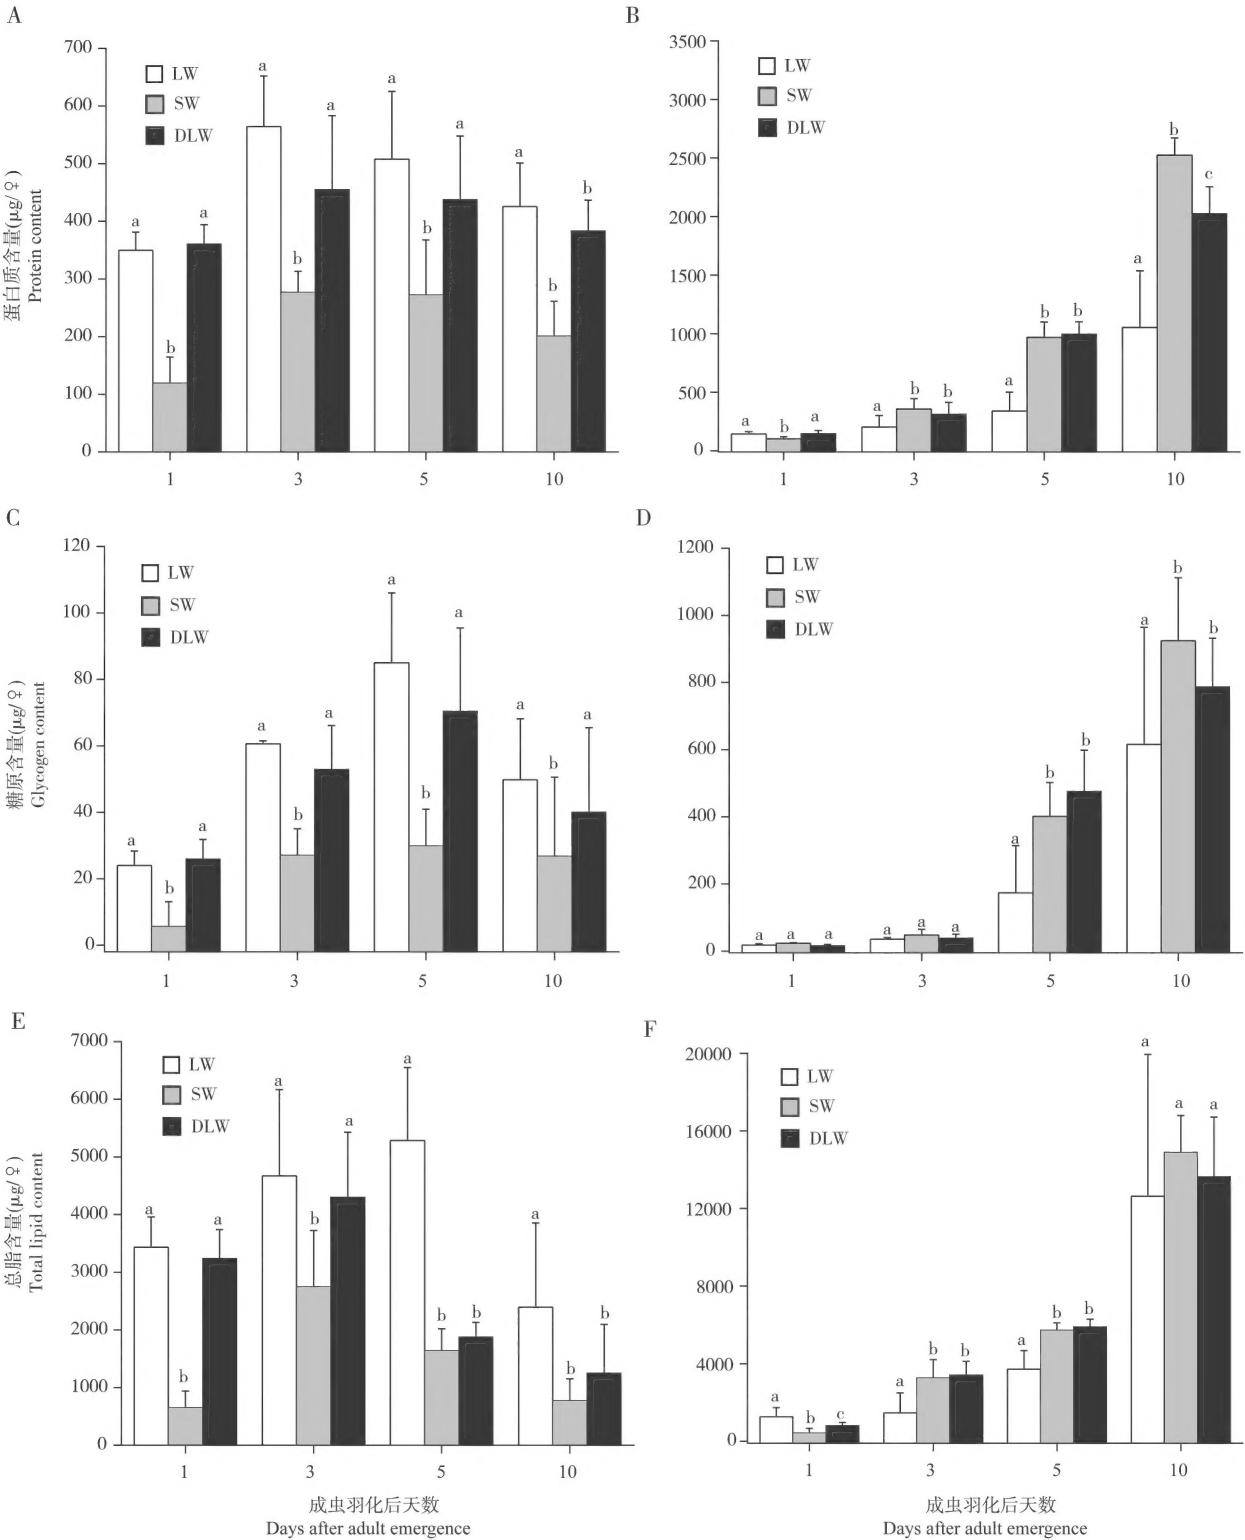 A
700
600
500
400
300
200
100
0
LW
SW
DLW
a
b
a
a
b
a
a
b
a
a
b
b
1
3
5
10
蛋白质含量(μg/♀)
Protein content
B
3500
3000
2500
2000
1500
1000
500
0
LW
SW
DLW
a
b
a
a
b
b
a
b
b
a
b
c
1
3
5
10
C
120
100
80
60
40
20
0
LW
SW
DLW
a
b
a
a
b
a
a
b
a
a
b
a
1
3
5
10
糖原含量(μg/♀)
Glycogen content
D
1200
1000
800
600
400
200
0
LW
SW
DLW
a
a
a
a
a
a
a
b
b
a
b
b
1
3
5
10
E
7000
6000
5000
4000
3000
2000
1000
0
LW
SW
DLW
a
b
a
a
b
a
a
b
b
a
b
b
1
3
5
10
总脂含量(μg/♀)
Total lipid content
成虫羽化后天数
Days after adult emergence
F
20000
16000
12000
8000
4000
0
LW
SW
DLW
a
b
c
a
b
b
a
b
b
a
a
a
1
3
5
10
成虫羽化后天数
Days after adult emergence